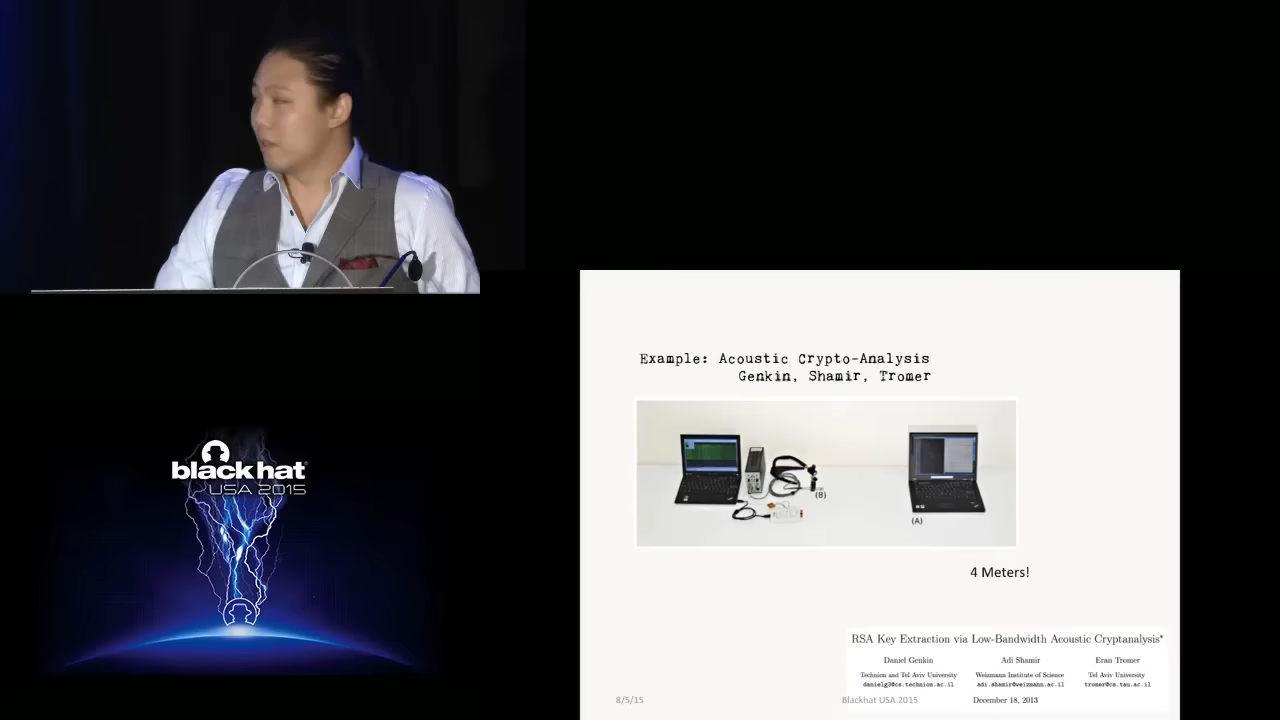 black hat
USA 2015
Example: Acoustic Crypto-Analysis
Genkin, Shamir, Tromer
(B)
(A)
4 Meters!
RSA Key Extraction via Low-Bandwidth Acoustic Cryptanalysis*
Daniel Genkin
Technion and Tel Aviv University
danielg3@cs.technion.ac.il
Adi Shamir
Weizmann Institute of Science
adi.shamir@weizmann.ac.il
Eran Tromer
Tel Aviv University
tromer@cs.tau.ac.il
December 18, 2013
8/5/15
Blackhat USA 2015